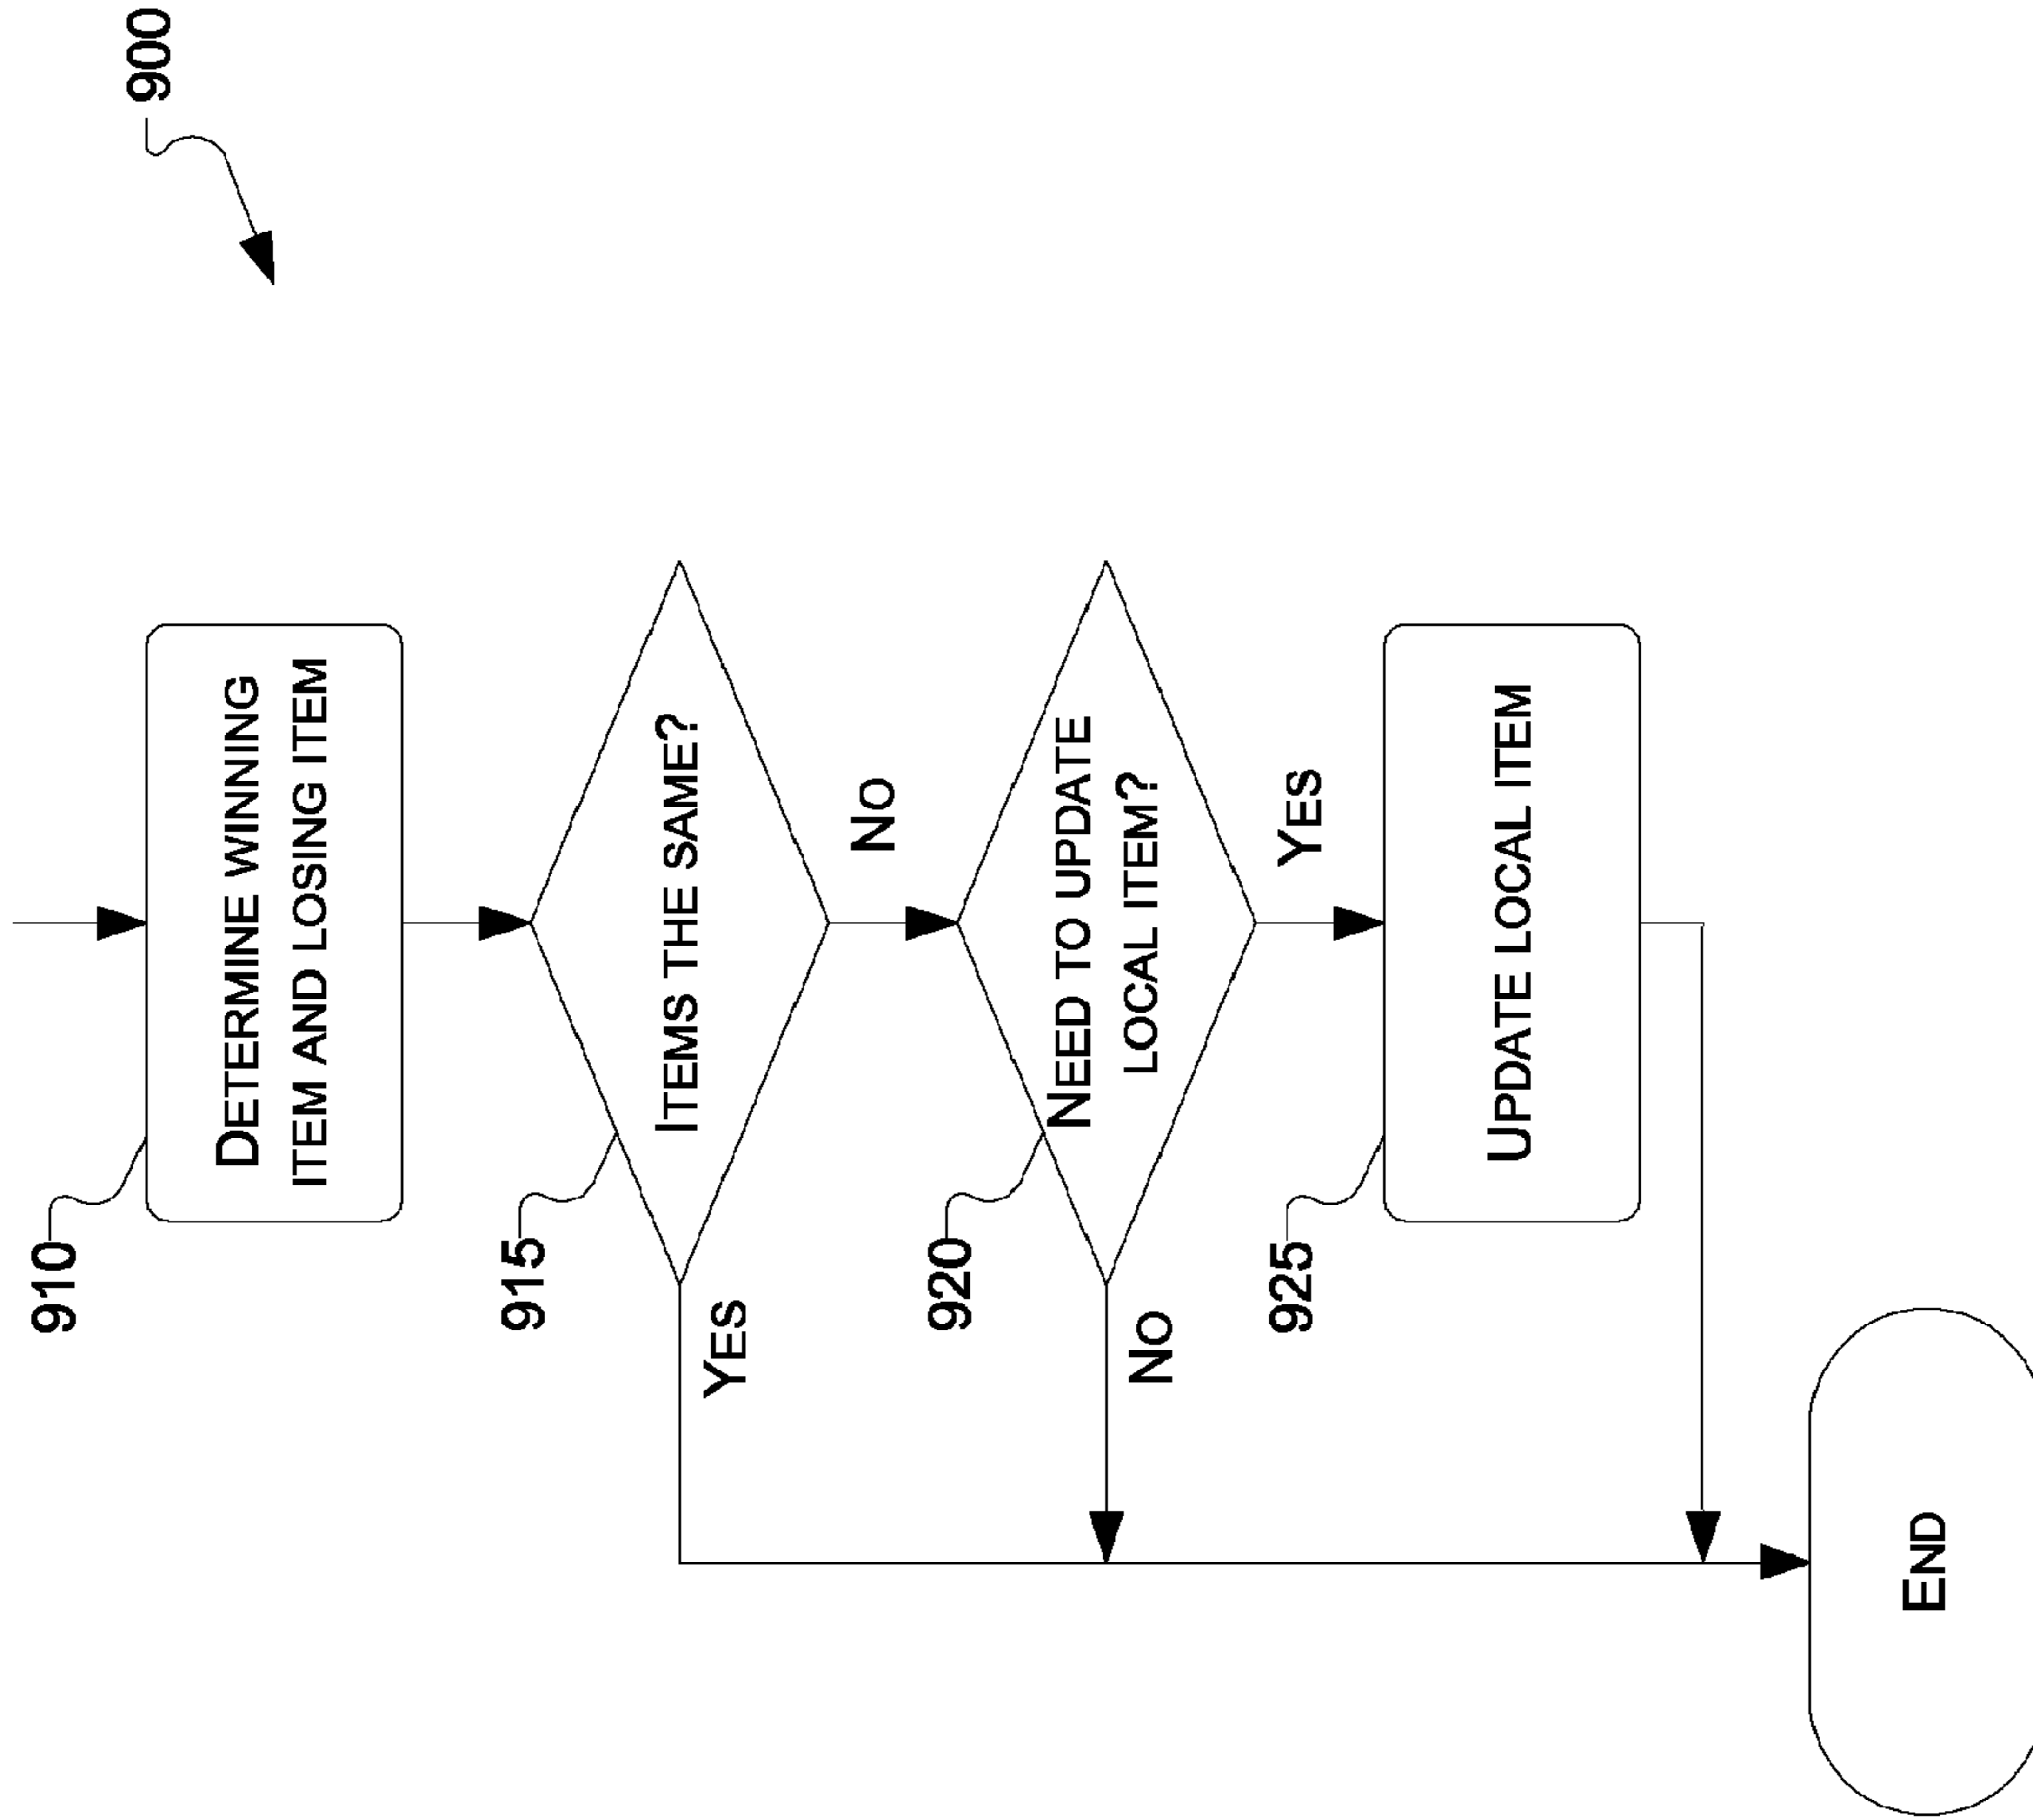 900
910
DETERMINE WINNING
ITEM AND LOSING ITEM
915
ITEMS THE SAME?
YES
NO
920
NEED TO UPDATE
LOCAL ITEM?
NO
YES
925
UPDATE LOCAL ITEM
END